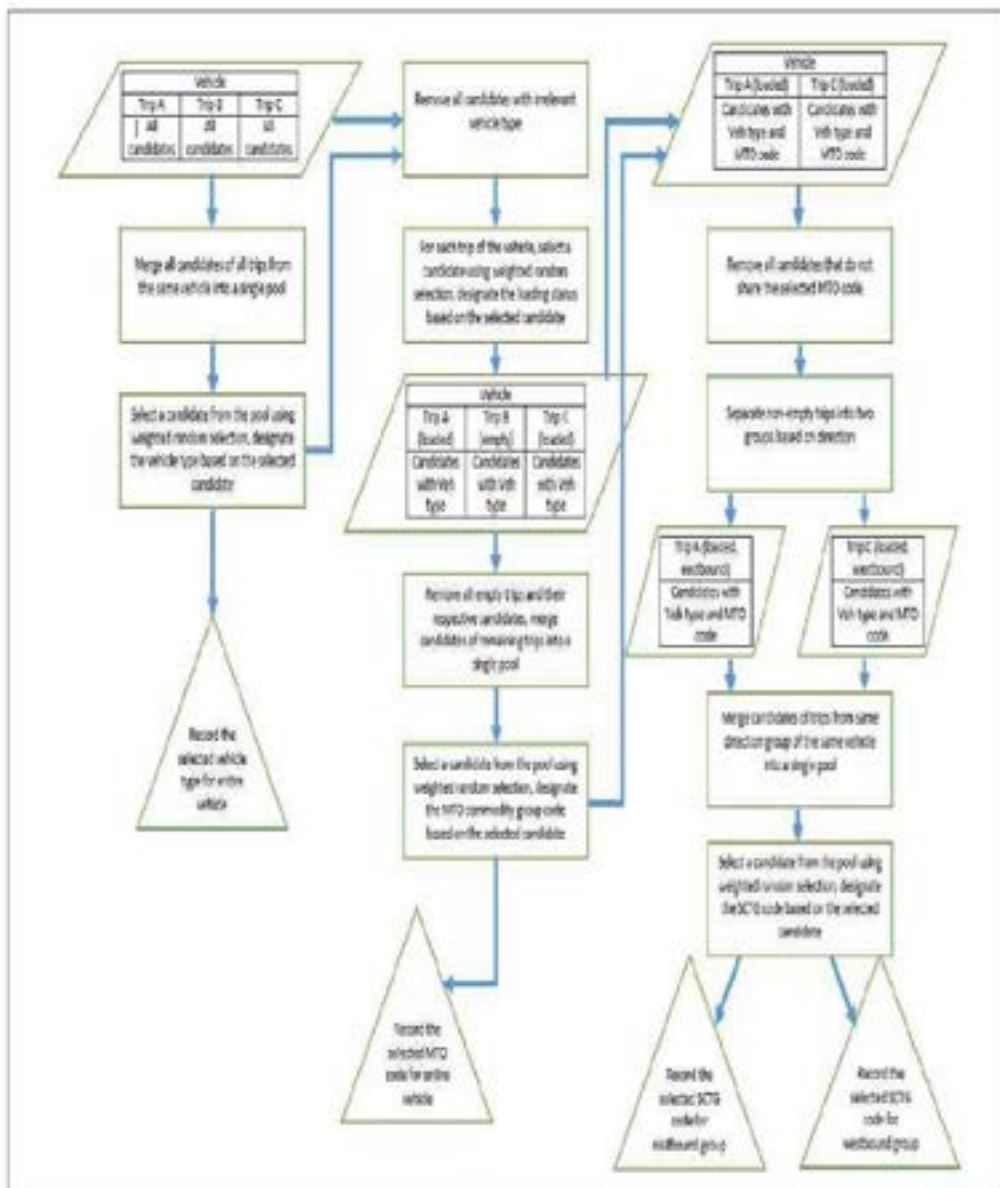 Vehicle
Trip A Trip B Trip C
All All All
candidates candidates candidates
Merge all candidates of all trips from
the same vehicle into a single pool
Select a candidate from the pool using
weighted random selection, designate
the vehicle type based on the selected
candidate
Record the
selected vehicle
type for entire
vehicle
Remove all candidates with irrelevant
vehicle type
For each trip of the vehicle, select a
candidate using weighted random
selection, designate the loading status
based on the selected candidate
Vehicle
Trip A Trip B Trip C
(loaded) (empty) (loaded)
Candidates Candidates Candidates
with Veh with Veh with Veh
type type type
Remove all empty trips and their
respective candidates, merge
candidates of remaining trips into a
single pool
Select a candidate from the pool using
weighted random selection, designate
the MTO commodity group code
based on the selected candidate
Record the
selected MTO
code for entire
vehicle
Vehicle
Trip A (loaded) Trip C (loaded)
Candidates with Candidates with
Veh type and Veh type and
MTO code MTO code
Remove all candidates that do not
share the selected MTO code
Separate non-empty trips into two
groups based on direction
Trip A (loaded,
eastbound)
Candidates with
type and MTO
code
Trip C (loaded,
westbound)
Candidates with
Veh type and MTO
code
Merge candidates of trips from same
direction group of the same vehicle
into a single pool
Select a candidate from the pool using
weighted random selection, designate
the SCTG code based on the selected
candidate
Record the
selected SCTG
code for
eastbound group
Record the
selected SCTG
code for
westbound group